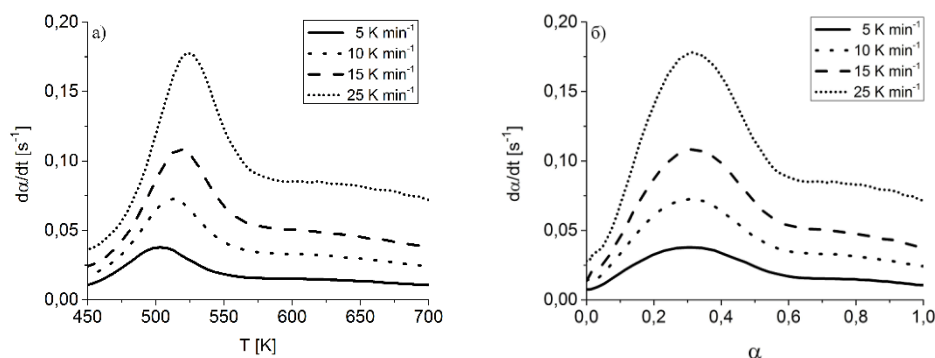 а)
0,20
0,15
0,10
0,05
0,00
dα/dt [s⁻¹]
5 K min⁻¹
10 K min⁻¹
15 K min⁻¹
25 K min⁻¹
450 500 550 600 650 700
T [K]
б)
0,20
0,15
0,10
0,05
0,00
dα/dt [s⁻¹]
5 K min⁻¹
10 K min⁻¹
15 K min⁻¹
25 K min⁻¹
0,0 0,2 0,4 0,6 0,8 1,0
α